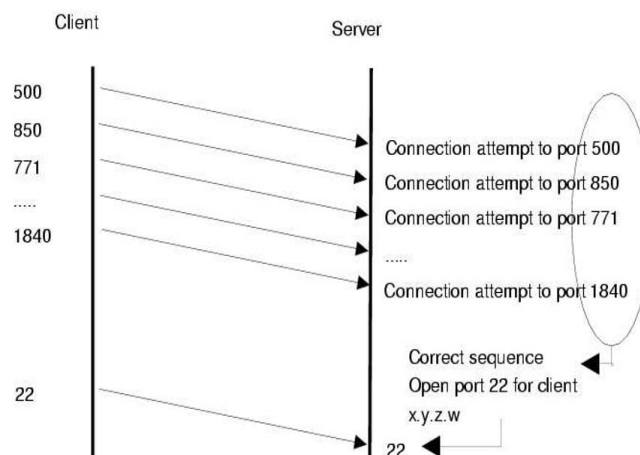 Client
Server
500
850
771
.....
1840
Connection attempt to port 500
Connection attempt to port 850
Connection attempt to port 771
.....
Connection attempt to port 1840
Correct sequence
Open port 22 for client
x.y.z.w
22
22